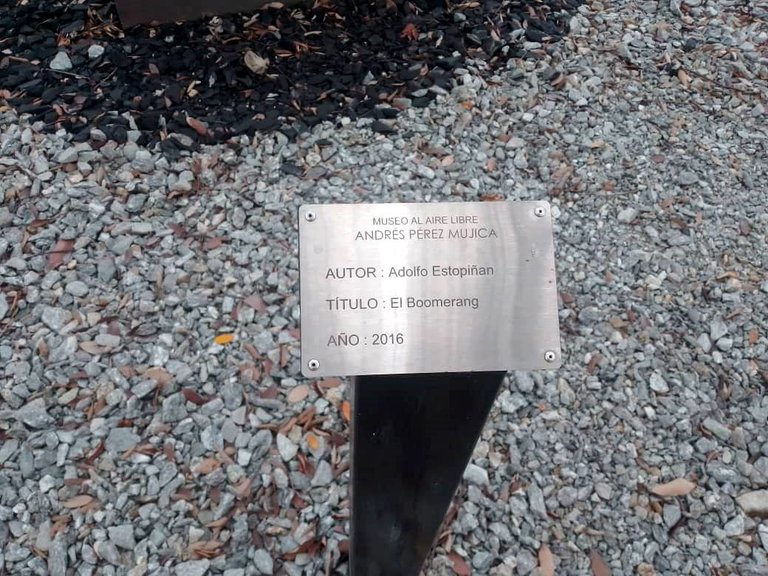 MUSEO AL AIRE LIBRE
ANDRÉS PÉREZ MUJICA
AUTOR : Adolfo Estopiñan
TÍTULO : El Boomerang
AÑO : 2016